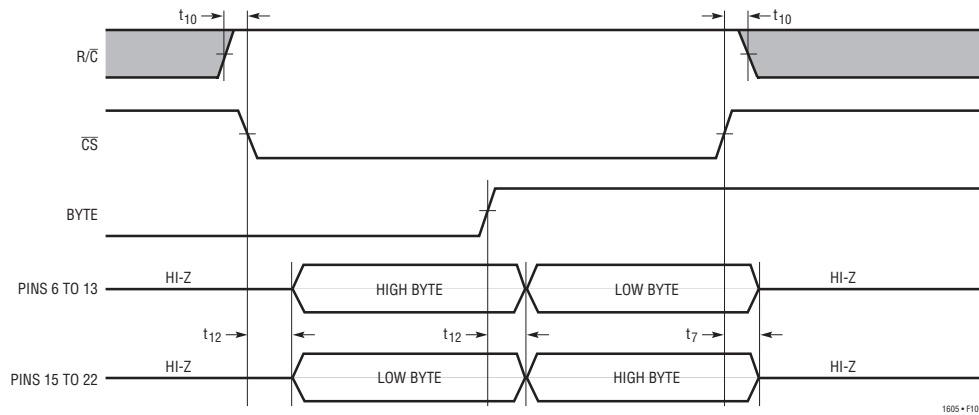 t10 t10
R/C̅
C̅S̅
BYTE
PINS 6 TO 13 HI-Z HIGH BYTE LOW BYTE HI-Z
t12 t12 t7
PINS 15 TO 22 HI-Z LOW BYTE HIGH BYTE HI-Z
1605 • F10